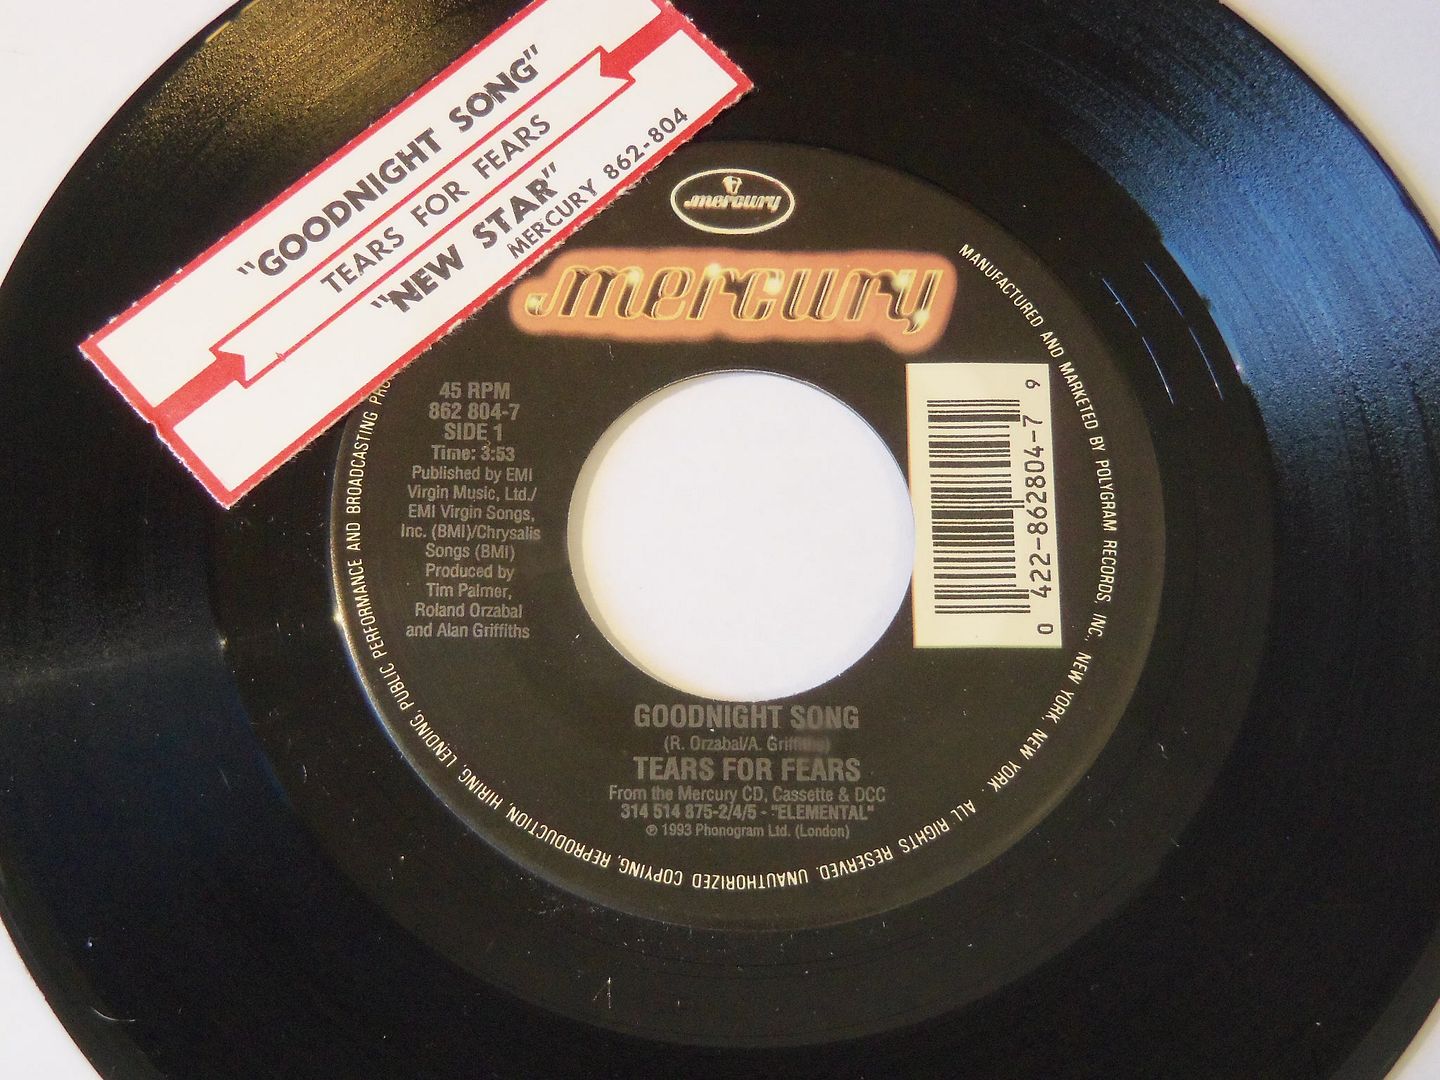 "GOODNIGHT SONG"
TEARS FOR FEARS
"NEW STAR"
MERCURY 862-804
mercury
mercury
45 RPM
862 804-7
SIDE 1
Time: 3:53
Published by EMI
Virgin Music, Ltd./
EMI Virgin Songs,
Inc. (BMI)/Chrysalis
Songs (BMI)
Produced by
Tim Palmer,
Roland Orzabal
and Alan Griffiths
0 422-862804-7 9
GOODNIGHT SONG
(R. Orzabal/A. Griffiths)
TEARS FOR FEARS
From the Mercury CD, Cassette & DCC
314 514 875-2/4/5 - "ELEMENTAL"
℗ 1993 Phonogram Ltd. (London)
MANUFACTURED AND MARKETED BY POLYGRAM RECORDS, INC., NEW YORK, NEW YORK . ALL RIGHTS RESERVED. UNAUTHORIZED COPYING, REPRODUCTION, HIRING, LENDING, PUBLIC PERFORMANCE AND BROADCASTING